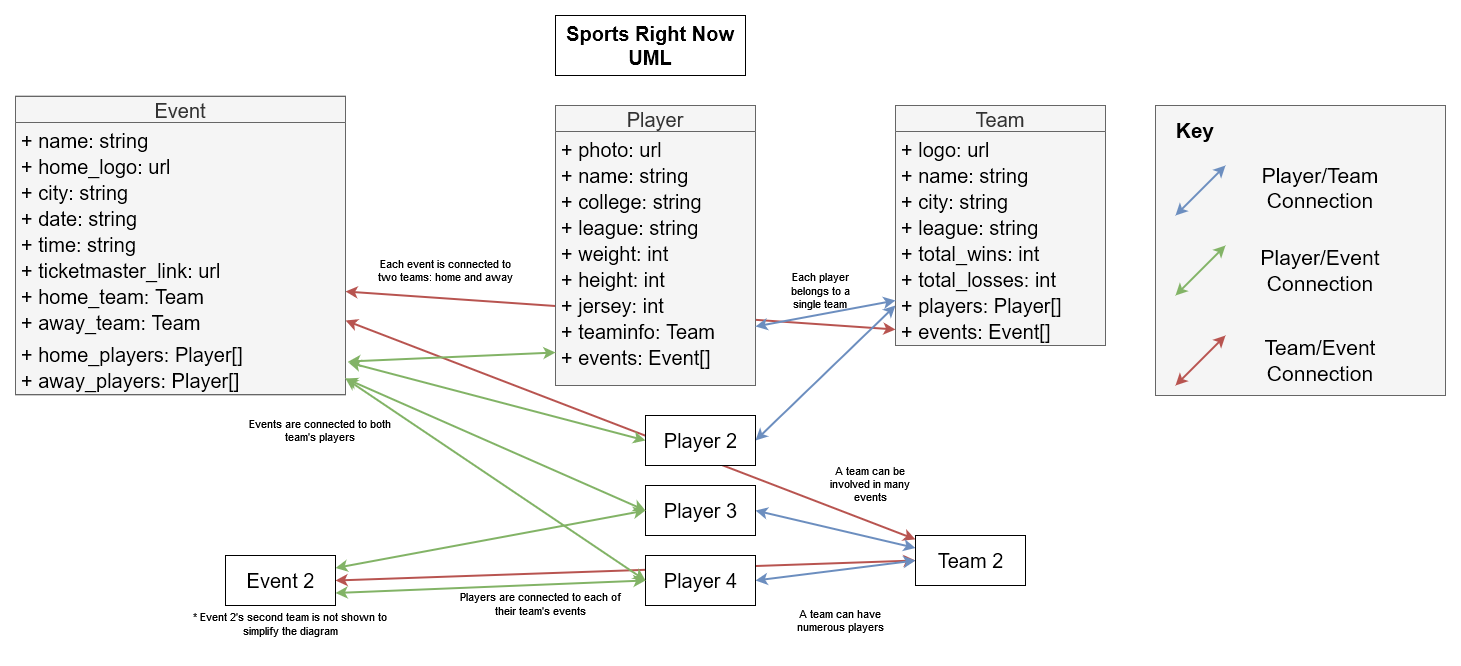 Sports Right Now
UML
Event
+ name: string
+ home_logo: url
+ city: string
+ date: string
+ time: string
+ ticketmaster_link: url
+ home_team: Team
+ away_team: Team
+ home_players: Player[]
+ away_players: Player[]
Player
+ photo: url
+ name: string
+ college: string
+ league: string
+ weight: int
+ height: int
+ jersey: int
+ teaminfo: Team
+ events: Event[]
Team
+ logo: url
+ name: string
+ city: string
+ league: string
+ total_wins: int
+ total_losses: int
+ players: Player[]
+ events: Event[]
Key
Player/Team
Connection
Player/Event
Connection
Team/Event
Connection
Each event is connected to
two teams: home and away
Each player
belongs to a
single team
Events are connected to both
team's players
Player 2
A team can be
involved in many
events
Player 3
Event 2
Player 4
Team 2
Players are connected to each of
their team's events
* Event 2's second team is not shown to
simplify the diagram
A team can have
numerous players